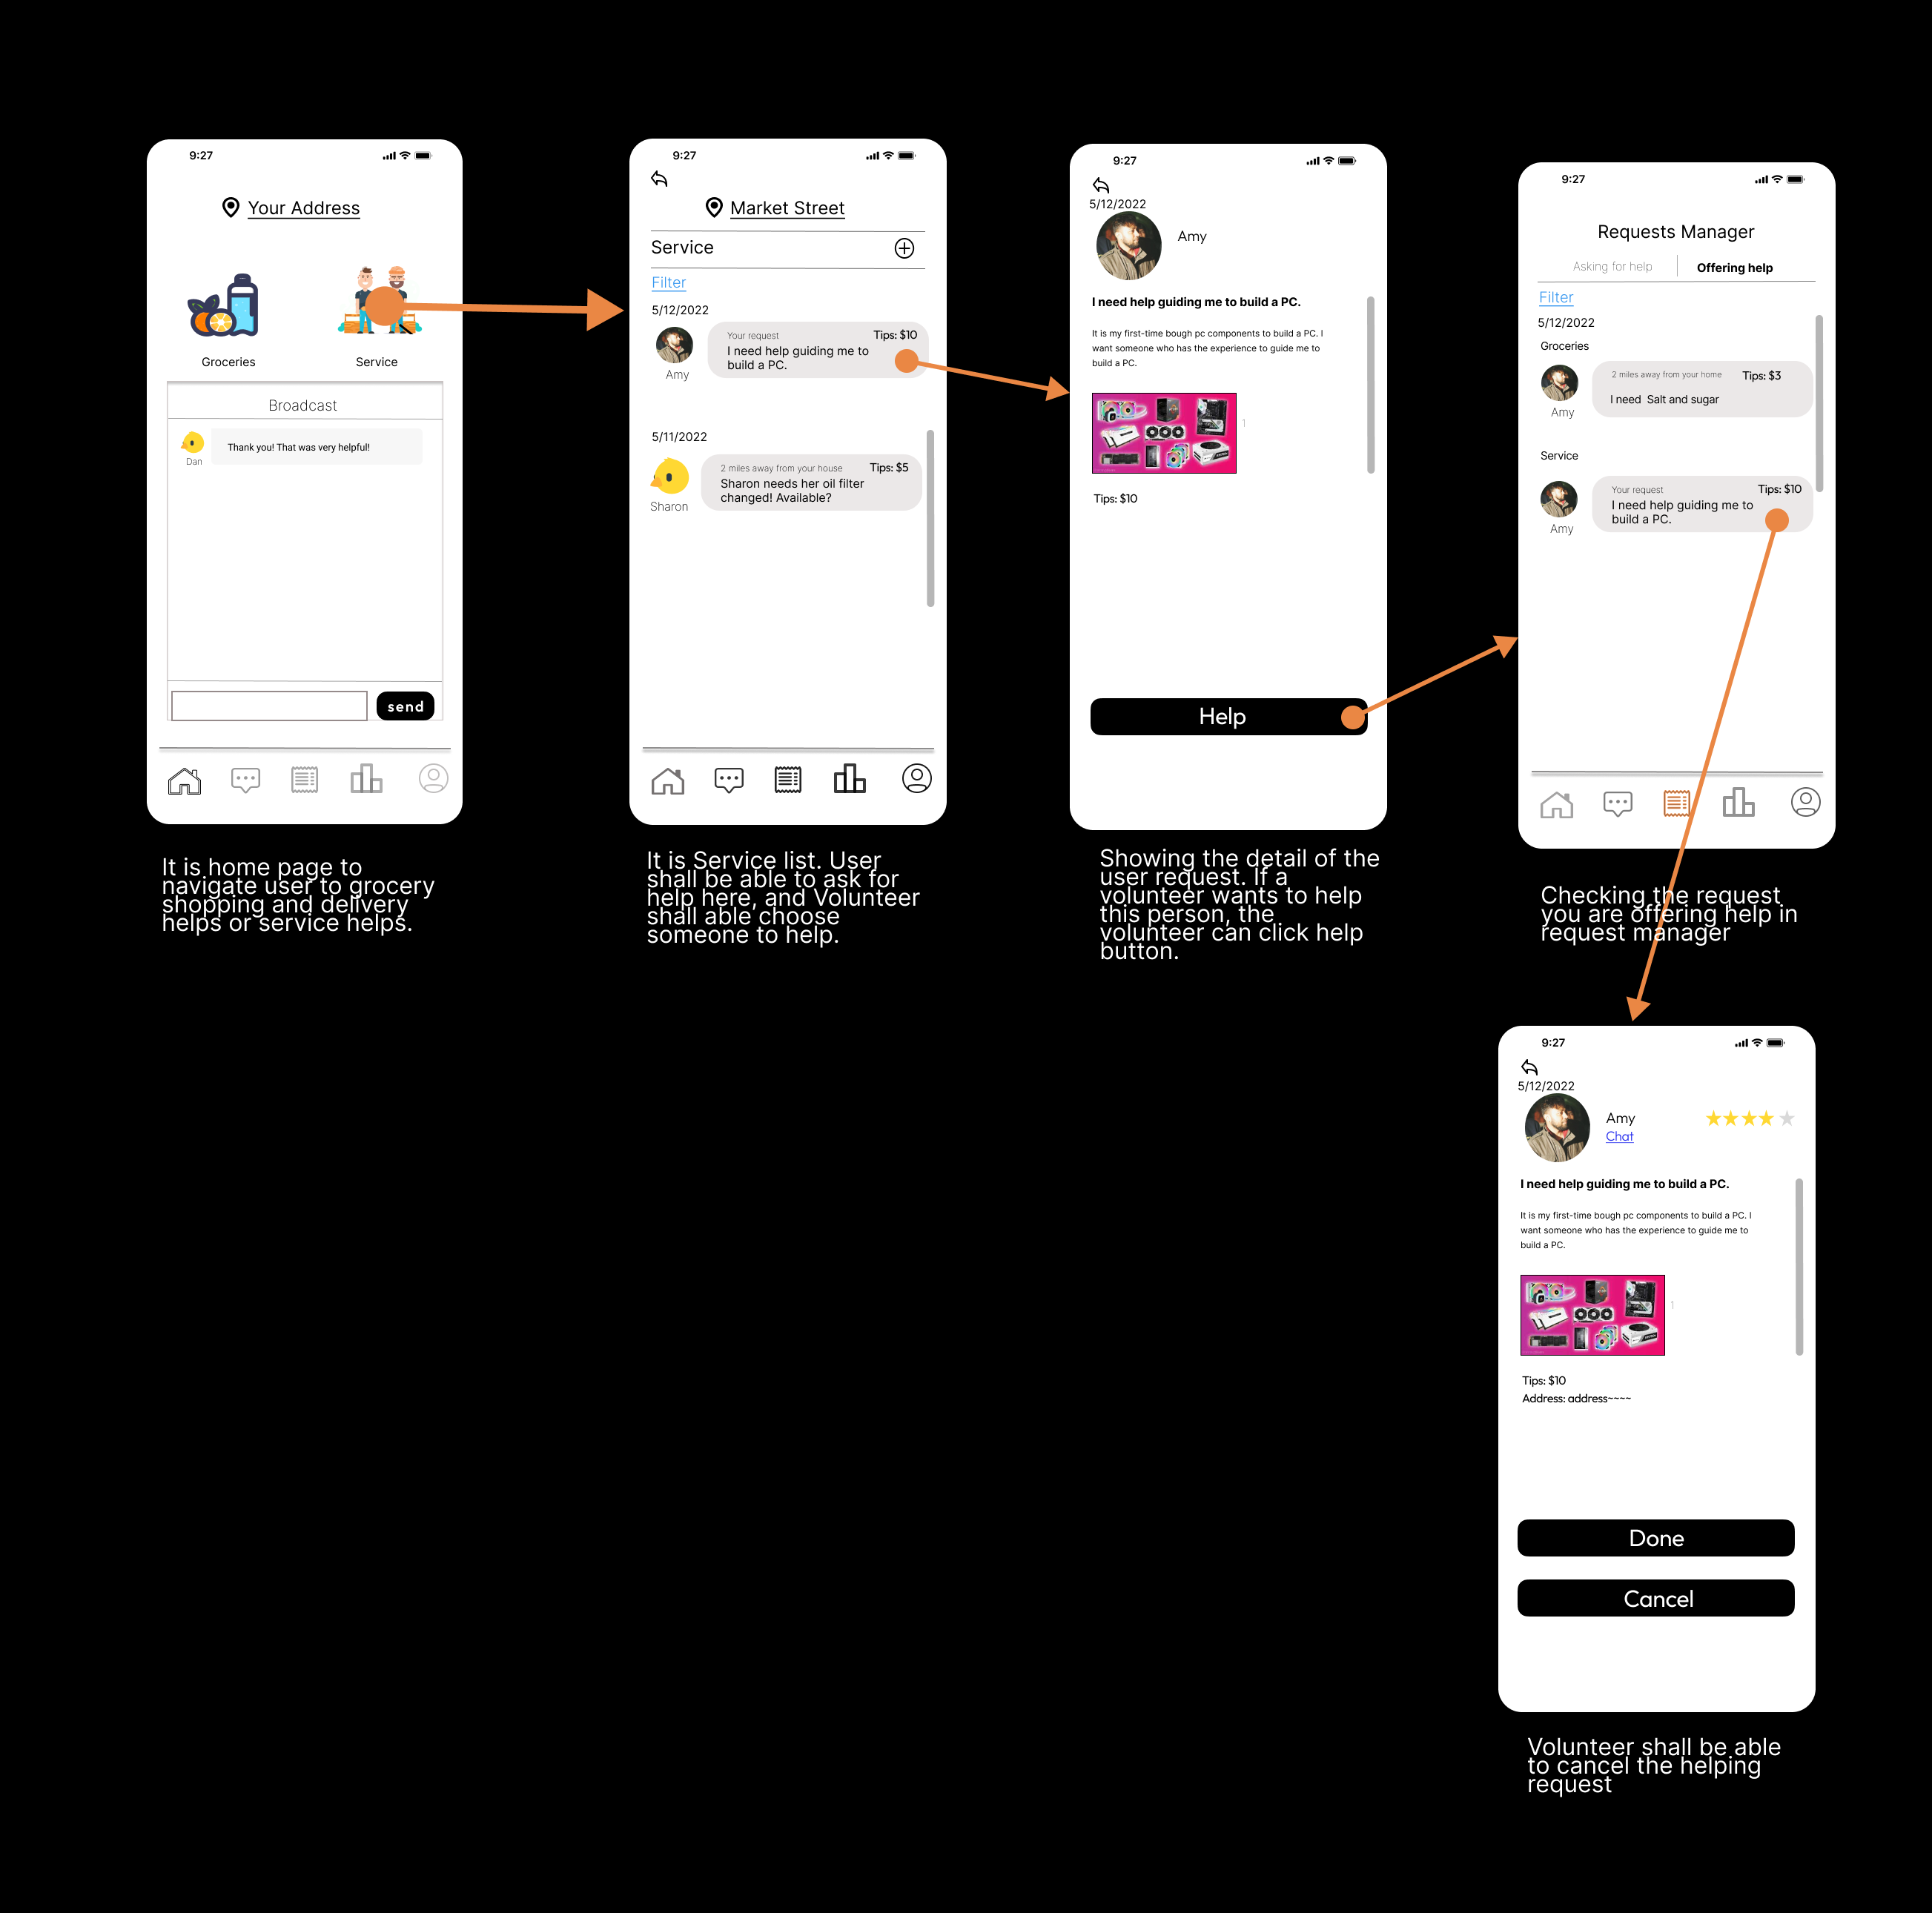 9:27
Your Address
Groceries
Service
Broadcast
Thank you! That was very helpful!
Dan
send
It is home page to
navigate user to grocery
shopping and delivery
helps or service helps.
9:27
Market Street
Service
Filter
5/12/2022
Your request
Tips: $10
I need help guiding me to
build a PC.
Amy
5/11/2022
2 miles away from your house
Tips: $5
Sharon needs her oil filter
changed! Available?
Sharon
It is Service list. User
shall be able to ask for
help here, and Volunteer
shall able choose
someone to help.
9:27
5/12/2022
Amy
I need help guiding me to build a PC.
It is my first-time bough pc components to build a PC. I
want someone who has the experience to guide me to
build a PC.
1
Tips: $10
Help
Showing the detail of the
user request. If a
volunteer wants to help
this person, the
volunteer can click help
button.
9:27
Requests Manager
Asking for help
Offering help
Filter
5/12/2022
Groceries
2 miles away from your home
Tips: $3
I need  Salt and sugar
Amy
Service
Your request
Tips: $10
I need help guiding me to
build a PC.
Amy
Checking the request
you are offering help in
request manager
9:27
5/12/2022
Amy
Chat
I need help guiding me to build a PC.
It is my first-time bough pc components to build a PC. I
want someone who has the experience to guide me to
build a PC.
1
Tips: $10
Address: address~~~~
Done
Cancel
Volunteer shall be able
to cancel the helping
request